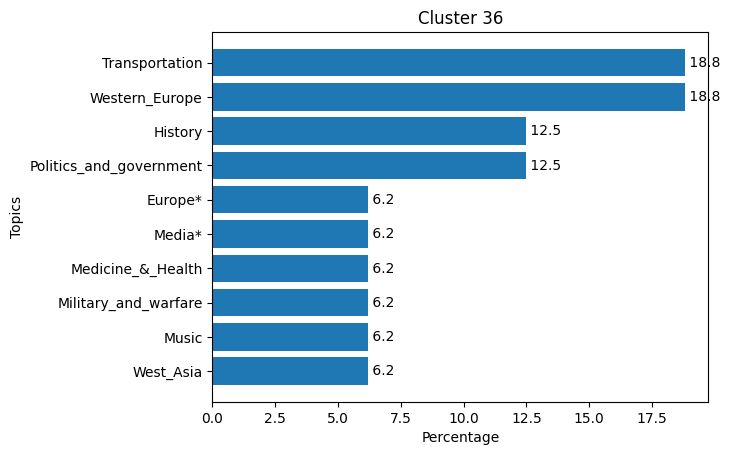 Cluster 36
Transportation 18.8
Western_Europe 18.8
History 12.5
Politics_and_government 12.5
Europe* 6.2
Media* 6.2
Medicine_&_Health 6.2
Military_and_warfare 6.2
Music 6.2
West_Asia 6.2
Topics
0.0 2.5 5.0 7.5 10.0 12.5 15.0 17.5
Percentage